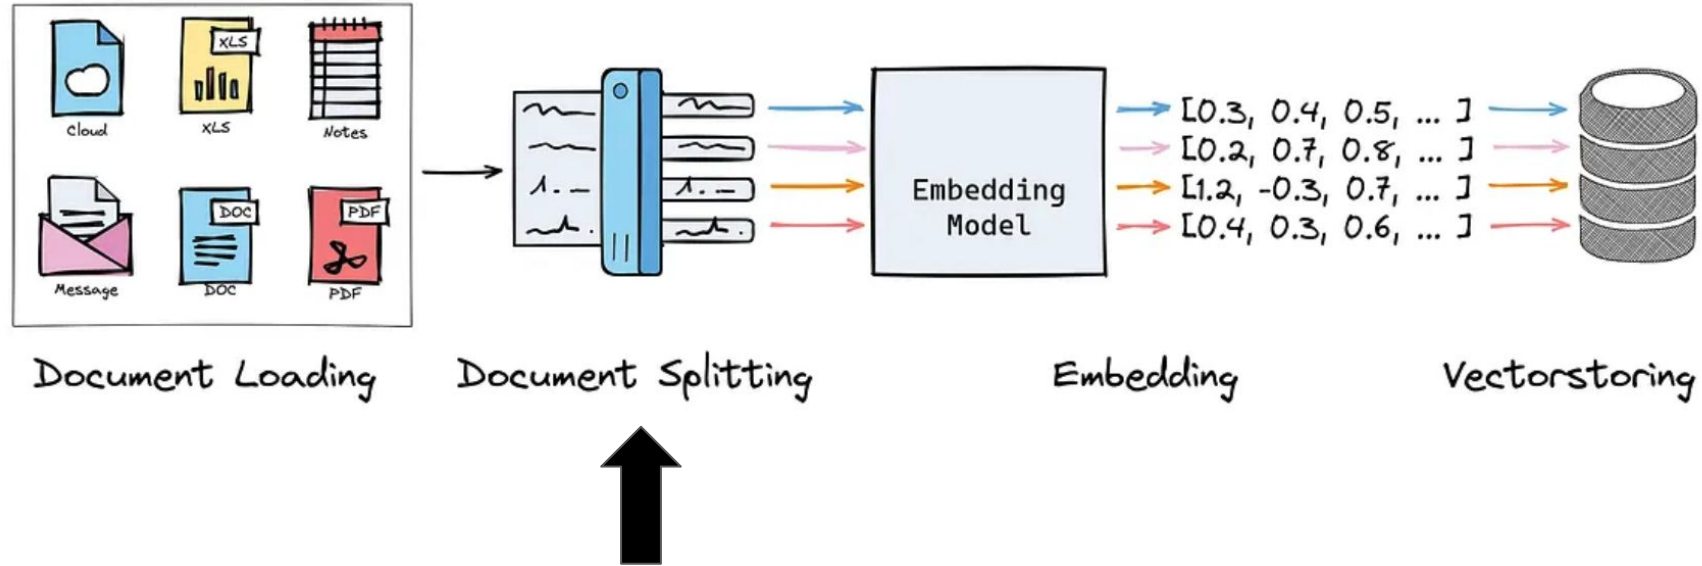 XLS
Cloud
XLS
Notes
DOC
PDF
Message
DOC
PDF
Embedding
Model
[0.3, 0.4, 0.5, ... ]
[0.2, 0.7, 0.8, ... ]
[1.2, -0.3, 0.7, ... ]
[0.4, 0.3, 0.6, ... ]
Document Loading
Document Splitting
Embedding
Vectorstoring